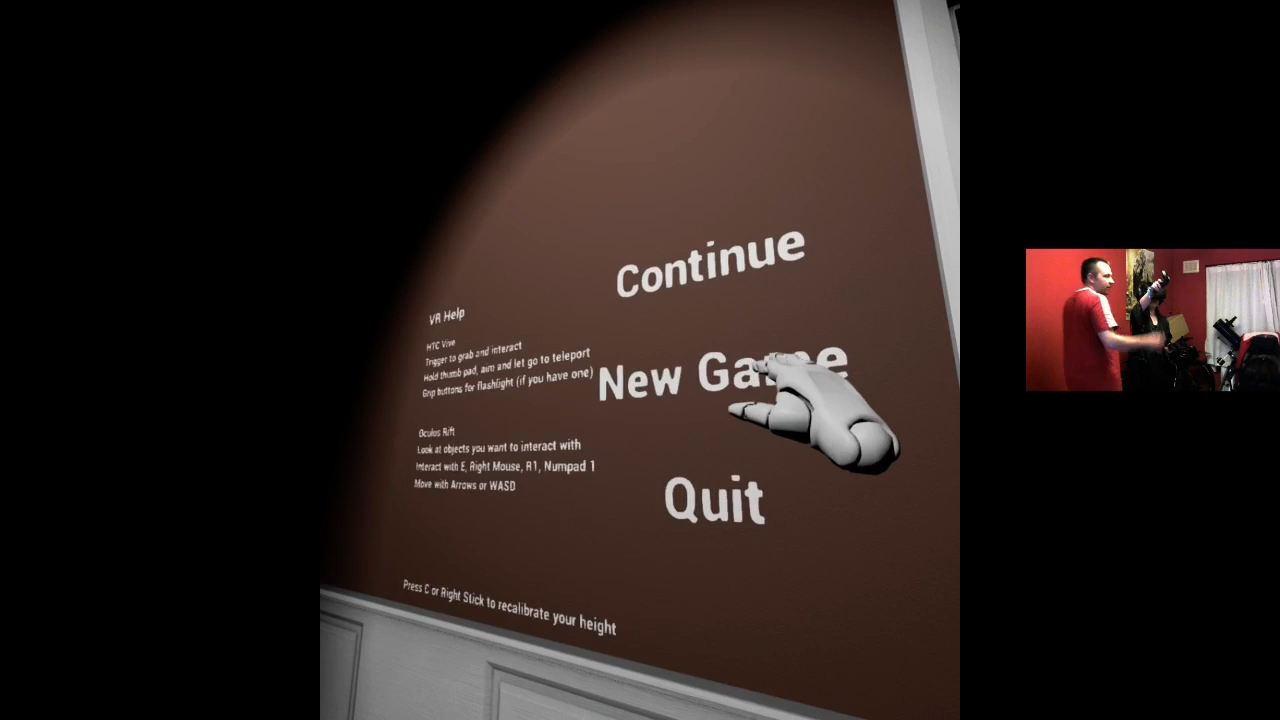 Continue
New Game
Quit
VR Help
HTC Vive
Trigger to grab and interact
Hold thumb pad, aim and let go to teleport
Grip buttons for flashlight (if you have one)
Oculus Rift
Look at objects you want to interact with
Interact with E, Right Mouse, R1, Numpad 1
Move with Arrows or WASD
Press C or Right Stick to recalibrate your height